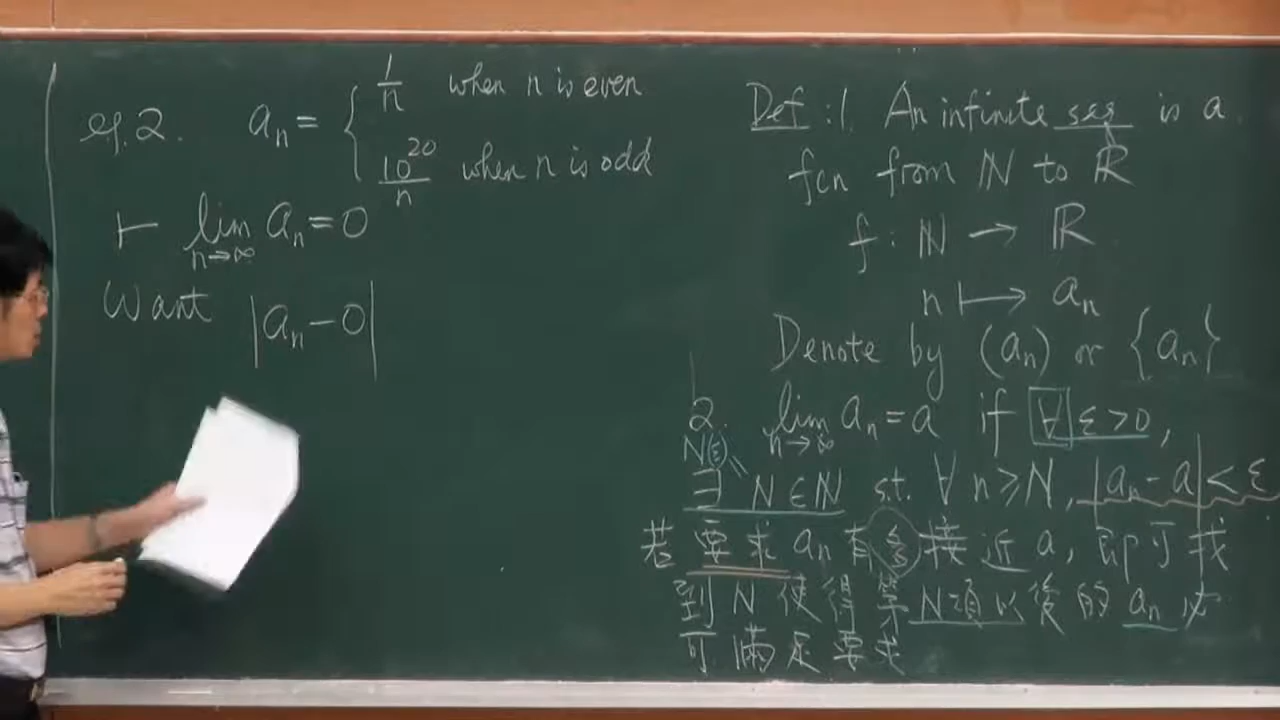 eg.2. aₙ = { 1/n when n is even
10²⁰/n when n is odd
⊢ lim_{n→∞} aₙ = 0
Want |aₙ − 0|
Def : 1. An infinite seq is a
fcn from ℕ to ℝ
f : ℕ → ℝ
n ⟼ aₙ
Denote by (aₙ) or {aₙ}
2. lim_{n→∞} aₙ = a if ∀ ε > 0,
N(ε)
∃ N ∈ ℕ s.t. ∀ n ≥ N, |aₙ − a| < ε
若要求 aₙ 有多接近 a, 即可找
到 N 使得第 N 項以後的 aₙ 必
可滿足要求